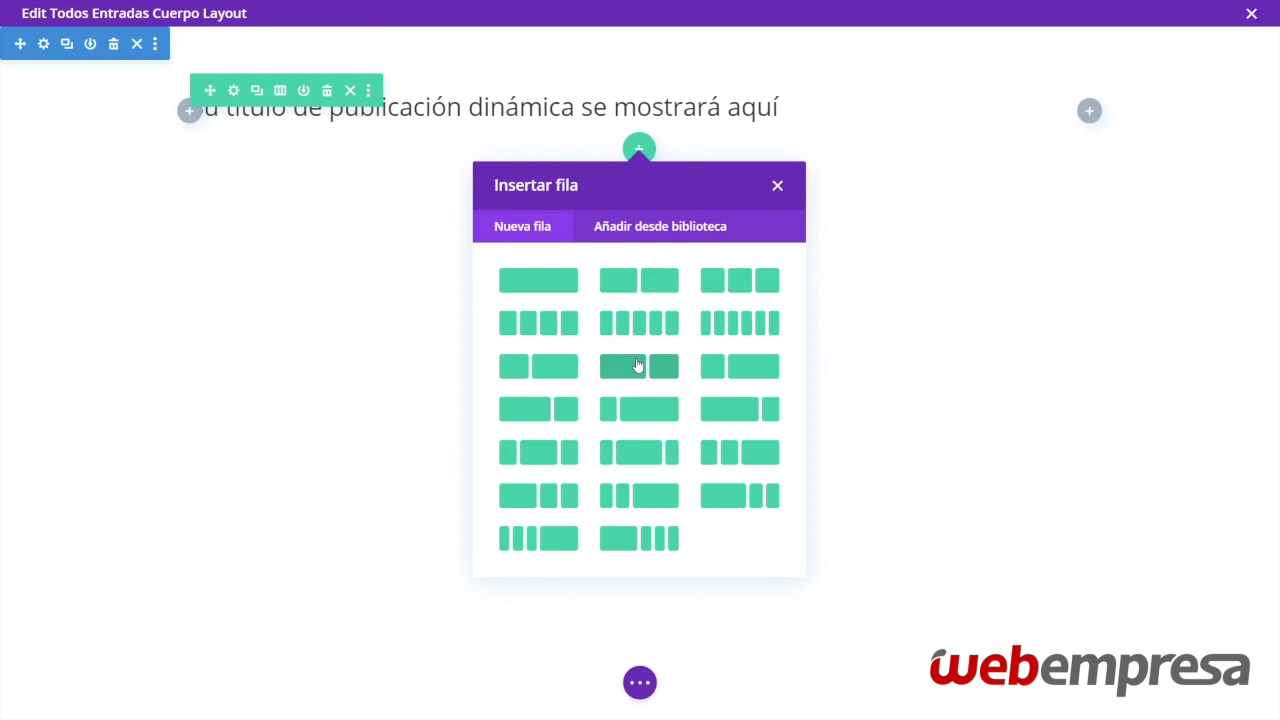 Edit Todos Entradas Cuerpo Layout
título de publicación dinámica se mostrará aquí
Insertar fila
Nueva fila
Añadir desde biblioteca
webempresa